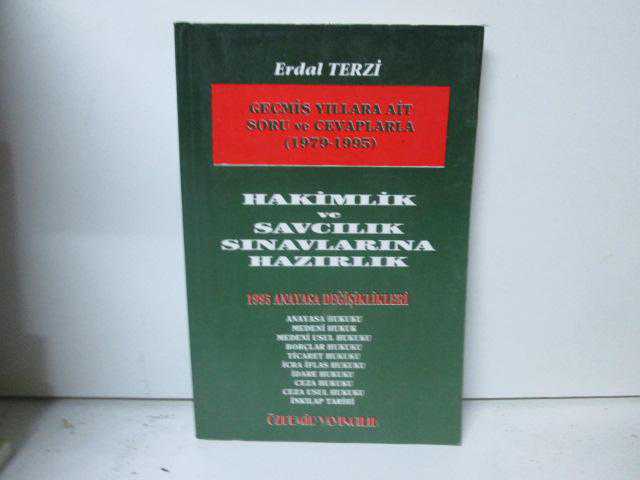 Erdal TERZİ
GEÇMİŞ YILLARA AİT
SORU ve CEVAPLARLA
(1979-1995)
HAKİMLİK
ve
SAVCILIK
SINAVLARINA
HAZIRLIK
1995 ANAYASA DEĞİŞİKLİKLERİ
ANAYASA HUKUKU
MEDENİ HUKUK
MEDENİ USUL HUKUKU
BORÇLAR HUKUKU
TİCARET HUKUKU
İCRA İFLAS HUKUKU
İDARE HUKUKU
CEZA HUKUKU
CEZA USUL HUKUKU
İNKILAP TARİHİ
ÖZDEMİR YAYINCILIK